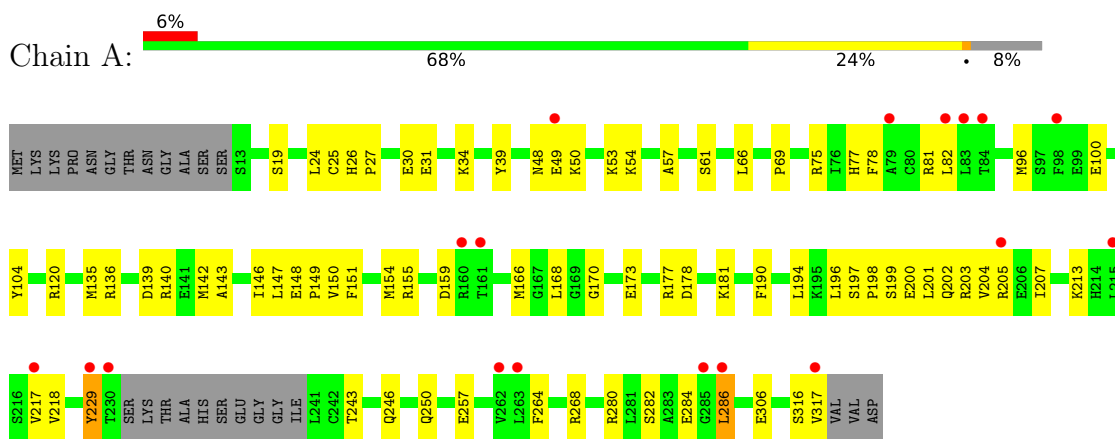 6%
Chain A:
68% 24% • 8%
MET LYS LYS PRO ASN GLY THR ASN GLY ALA SER SER S13 S19 L24 C25 H26 P27 E30 E31 K34 Y39 N48 E49 K50 K53 K54 A57 S61 L66 P69 R75 I76 H77 F78 A79 C80 R81 L82 L83 T84 M96 S97 F98 E99 E100
Y104 R120 M135 R136 D139 R140 E141 M142 A143 I146 L147 E148 P149 V150 F151 M154 R155 D159 R160 T161 M166 G167 L168 G169 G170 E173 R177 D178 K181 F190 L194 K195 L196 S197 P198 S199 E200 L201 Q202 R203 V204 R205 E206 I207 K213 H214 L215
S216 V217 V218 Y229 T230 SER LYS THR ALA HIS SER GLU GLY GLY ILE L241 C242 T243 Q246 Q250 E257 V262 L263 F264 R268 R280 L281 S282 A283 E284 G285 L286 E306 S316 V317 VAL VAL ASP